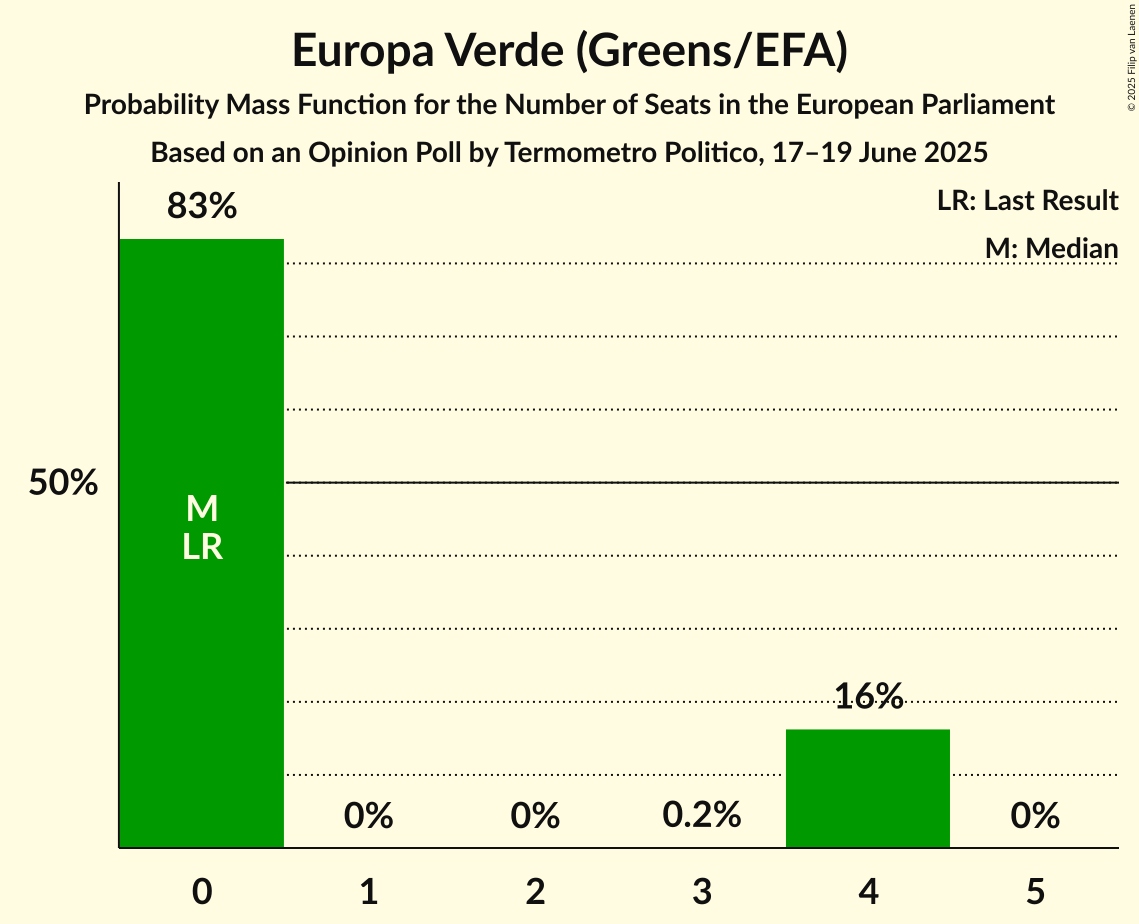 Europa Verde (Greens/EFA)
Probability Mass Function for the Number of Seats in the European Parliament
Based on an Opinion Poll by Termometro Politico, 17–19 June 2025
© 2025 Filip van Laenen
LR: Last Result
M: Median
83%
50%
M
LR
16%
0%
0%
0.2%
0%
0
1
2
3
4
5